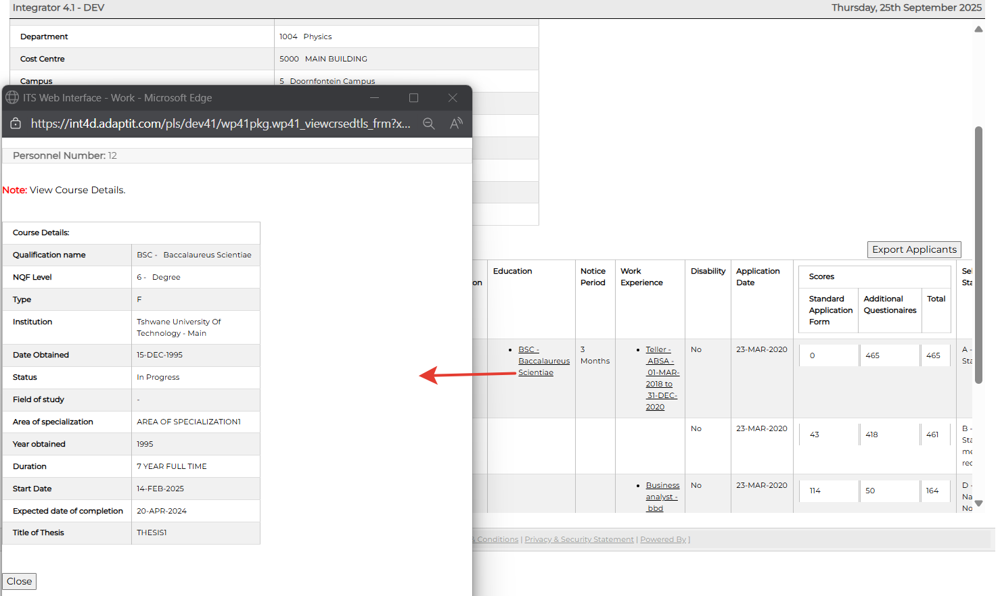 Integrator 4.1 - DEV
Thursday, 25th September 2025
Department
1004 Physics
Cost Centre
5000 MAIN BUILDING
Campus
5 Doornfontein Campus
ITS Web Interface - Work - Microsoft Edge
https://int4d.adaptit.com/pls/dev41/wp41pkg.wp41_viewcrsedtls_frm?x...
Personnel Number: 12
Note: View Course Details.
Course Details:
Qualification name
BSC - Baccalaureus Scientiae
NQF Level
6 - Degree
Type
F
Institution
Tshwane University Of
Technology - Main
Date Obtained
15-DEC-1995
Status
In Progress
Field of study
-
Area of specialization
AREA OF SPECIALIZATION1
Year obtained
1995
Duration
7 YEAR FULL TIME
Start Date
14-FEB-2025
Expected date of completion
20-APR-2024
Title of Thesis
THESIS1
Close
Export Applicants
on
Education
Notice
Period
Work
Experience
Disability
Application
Date
Scores
Standard
Application
Form
Additional
Questionaires
Total
Sel
Sta
BSC -
Baccalaureus
Scientiae
3
Months
Teller -
ABSA -
01-MAR-
2018 to
31-DEC-
2020
No
23-MAR-2020
0
465
465
A -
Sta
No
23-MAR-2020
43
418
461
B -
Sta
me
rec
Business
analyst -
bbd
No
23-MAR-2020
114
50
164
D -
Na
No
& Conditions | Privacy & Security Statement | Powered By ]